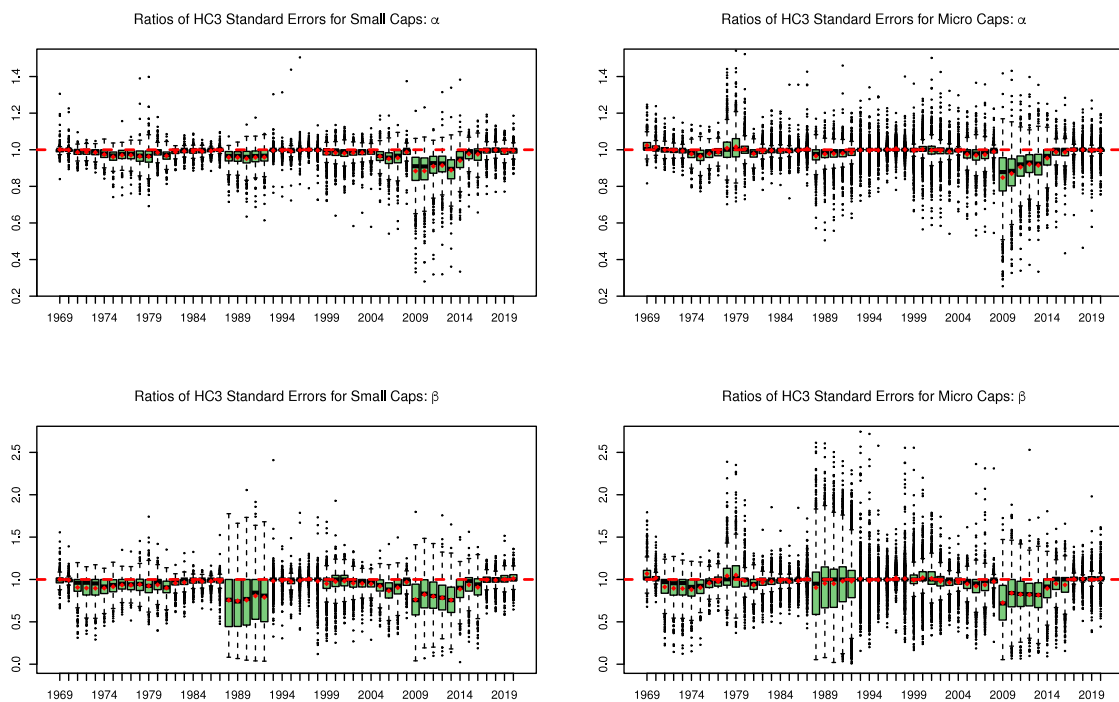 Ratios of HC3 Standard Errors for Small Caps: α
0.2 0.4 0.6 0.8 1.0 1.2 1.4
1969 1974 1979 1984 1989 1994 1999 2004 2009 2014 2019
Ratios of HC3 Standard Errors for Micro Caps: α
0.2 0.4 0.6 0.8 1.0 1.2 1.4
1969 1974 1979 1984 1989 1994 1999 2004 2009 2014 2019
Ratios of HC3 Standard Errors for Small Caps: β
0.0 0.5 1.0 1.5 2.0 2.5
1969 1974 1979 1984 1989 1994 1999 2004 2009 2014 2019
Ratios of HC3 Standard Errors for Micro Caps: β
0.0 0.5 1.0 1.5 2.0 2.5
1969 1974 1979 1984 1989 1994 1999 2004 2009 2014 2019